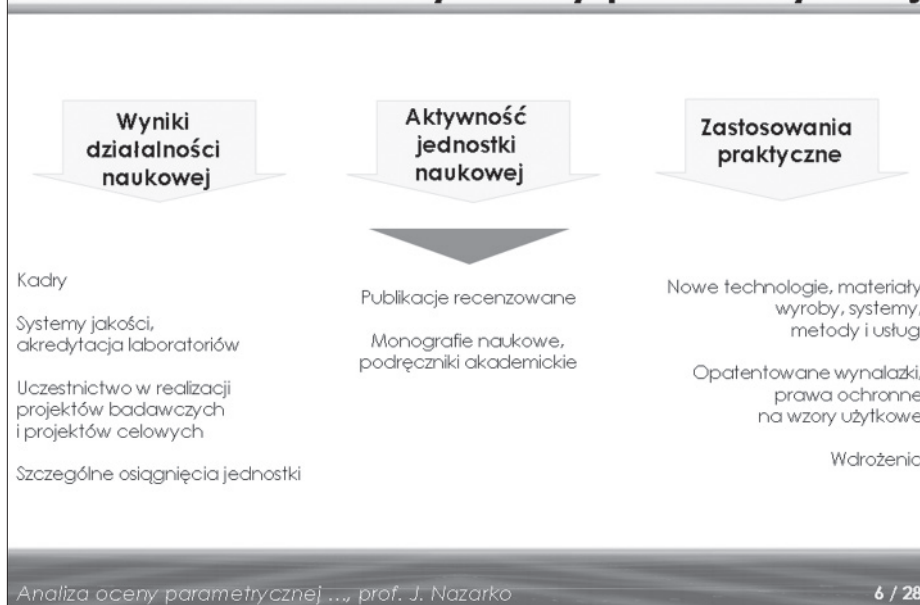 Wyniki
działalności
naukowej
Aktywność
jednostki
naukowej
Zastosowania
praktyczne
Kadry
Systemy jakości,
akredytacja laboratoriów
Uczestnictwo w realizacji
projektów badawczych
i projektów celowych
Szczególne osiągnięcia jednostki
Publikacje recenzowane
Monografie naukowe,
podręczniki akademickie
Nowe technologie, materiały
wyroby, systemy,
metody i usług
Opatentowane wynalazki,
prawa ochronne
na wzory użytkowe
Wdrożenia
Analiza oceny parametrycznej ..., prof. J. Nazarko
6 / 28